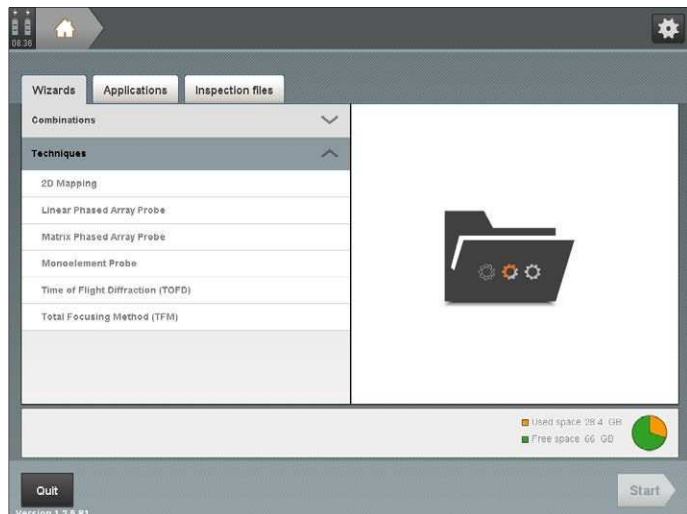 08:36
Wizards
Applications
Inspection files
Combinations
Techniques
2D Mapping
Linear Phased Array Probe
Matrix Phased Array Probe
Monoelement Probe
Time of Flight Diffraction (TOFD)
Total Focusing Method (TFM)
Used space 28.4 GB
Free space 66 GB
Quit
Start